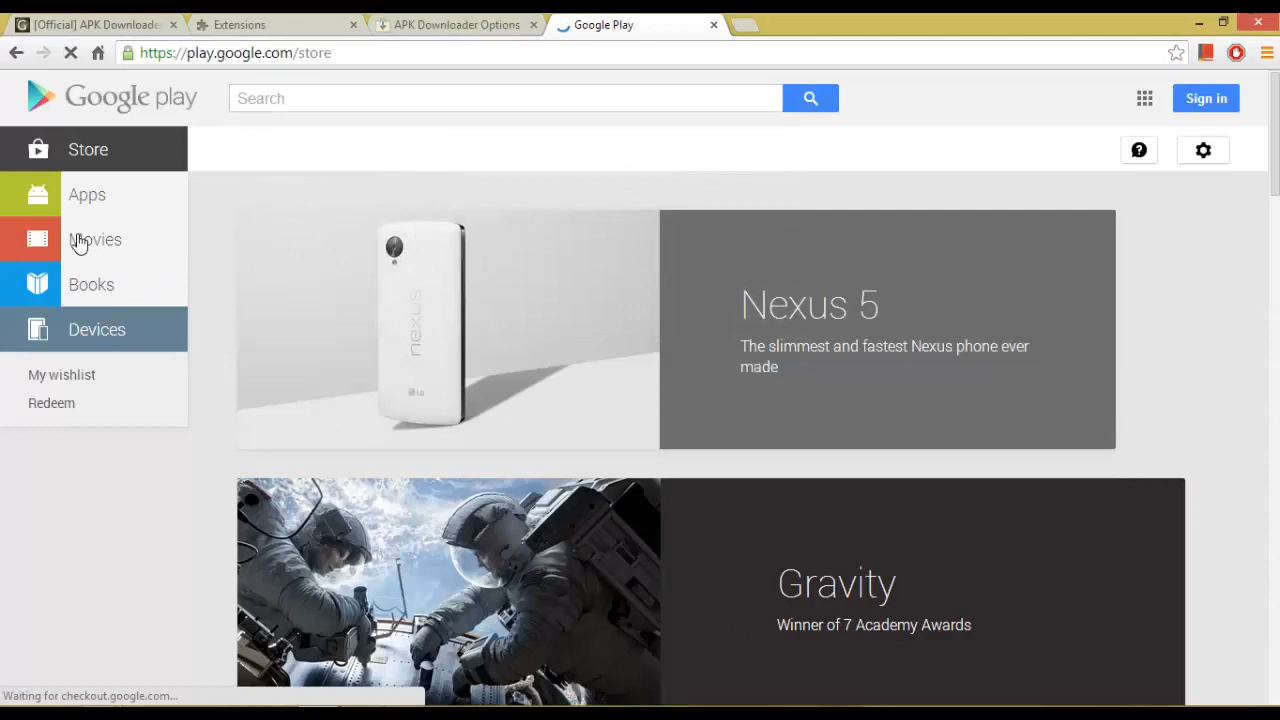 [Official] APK Downloade
Extensions
APK Downloader Options
Google Play
https://play.google.com/store
Google play
Search
Sign in
Store
Apps
Movies
Books
Devices
My wishlist
Redeem
nexus
LG
Nexus 5
The slimmest and fastest Nexus phone ever
made
Gravity
Winner of 7 Academy Awards
Waiting for checkout.google.com...